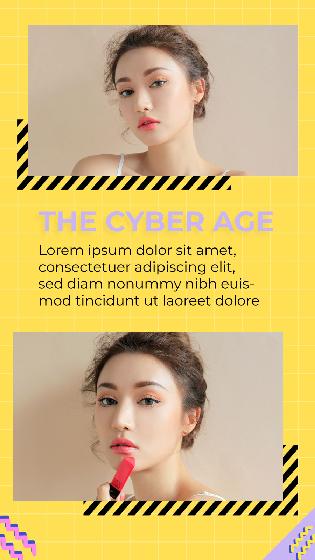 THE CYBER AGE
Lorem ipsum dolor sit amet,
consectetuer adipiscing elit,
sed diam nonummy nibh euis-
mod tincidunt ut laoreet dolore